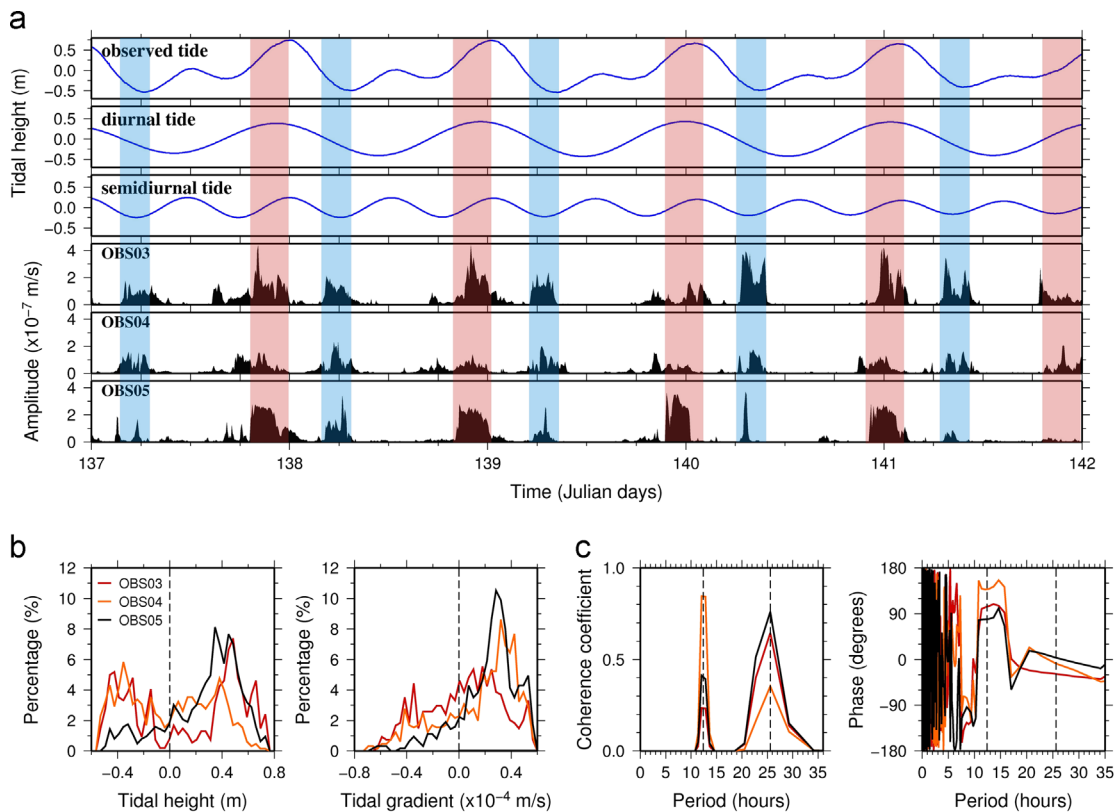 a
Tidal height (m)
0.5
0.0
−0.5
observed tide
0.5
0.0
−0.5
diurnal tide
0.5
0.0
−0.5
semidiurnal tide
Amplitude (x10⁻⁷ m/s)
4
2
0
OBS03
4
2
0
OBS04
4
2
0
OBS05
137 138 139 140 141 142
Time (Julian days)
b
Percentage (%)
12
10
8
6
4
2
0
OBS03
OBS04
OBS05
−0.4 0.0 0.4 0.8
Tidal height (m)
Percentage (%)
12
10
8
6
4
2
0
−0.8 −0.4 0.0 0.4
Tidal gradient (x10⁻⁴ m/s)
c
Coherence coefficient
1.0
0.5
0.0
0 5 10 15 20 25 30 35
Period (hours)
Phase (degrees)
180
90
0
−90
−180
0 5 10 15 20 25 30 35
Period (hours)